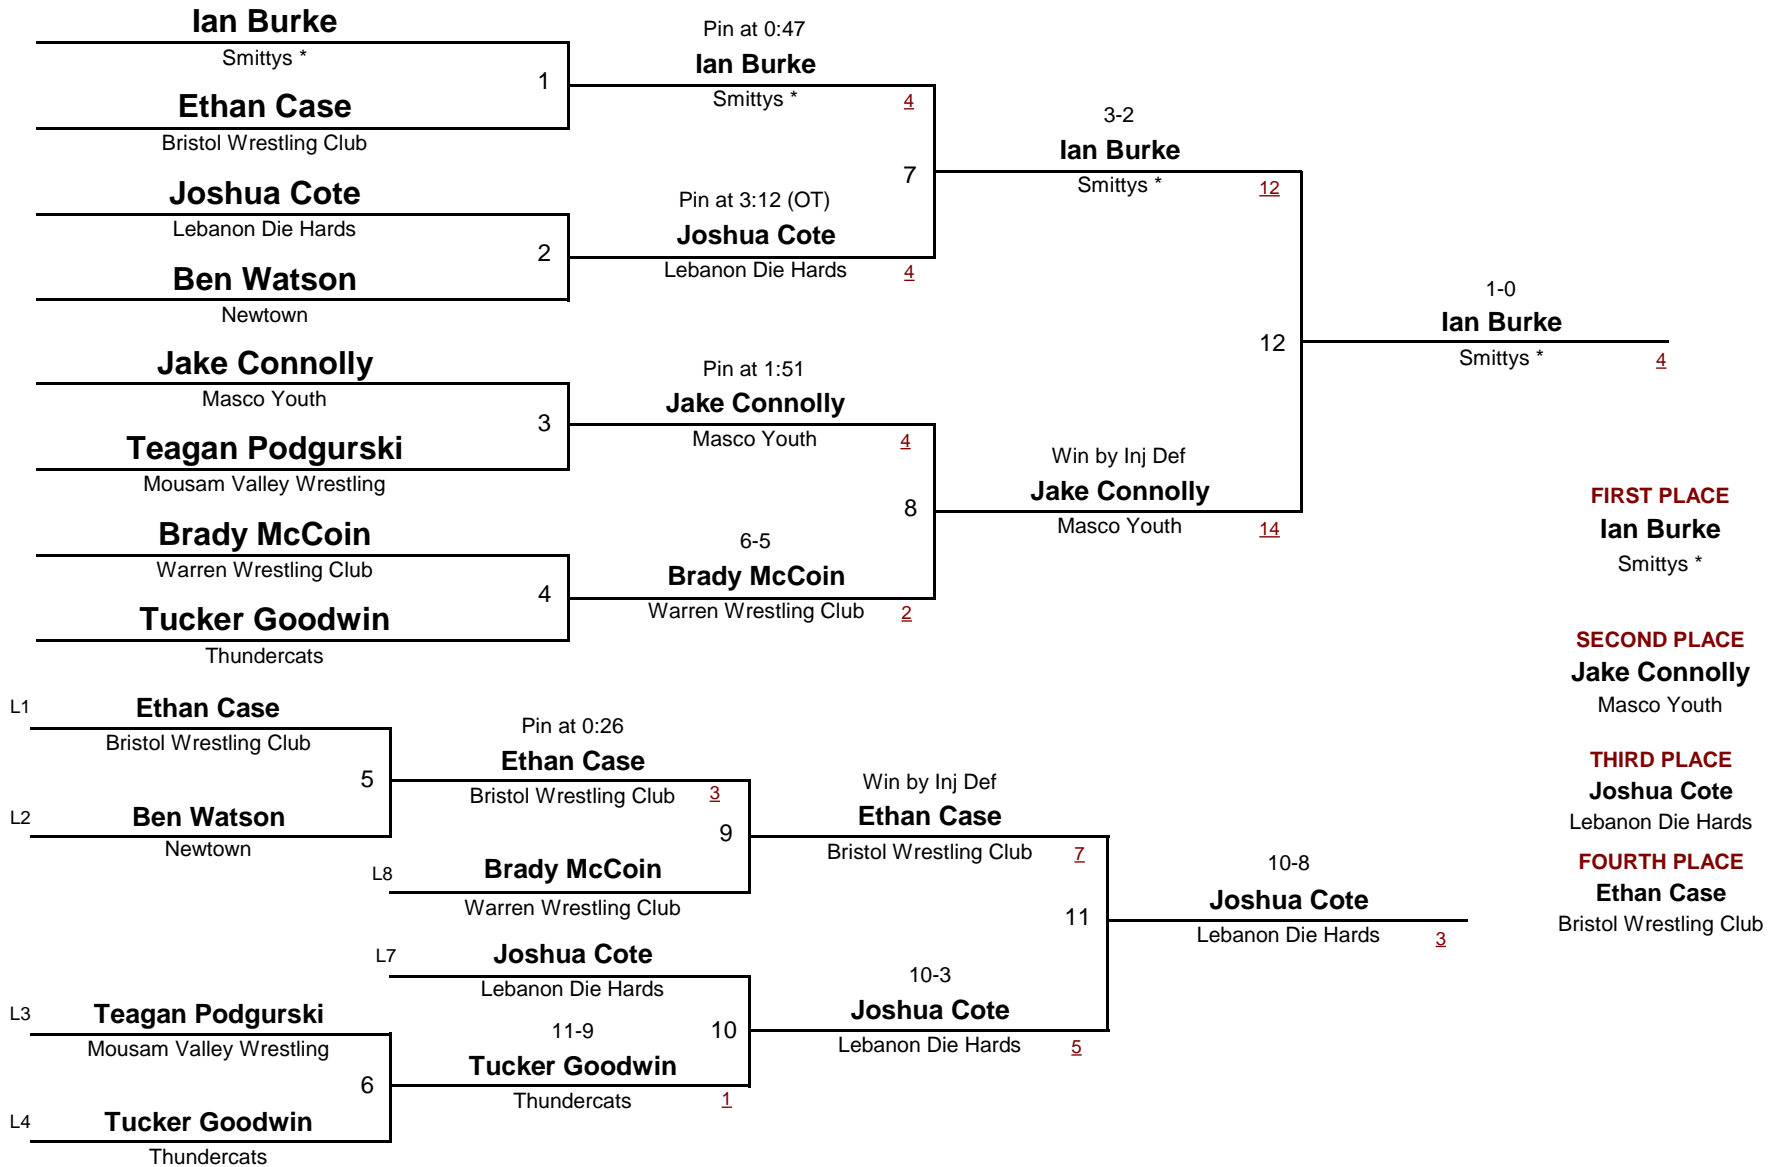 Ian Burke
Smittys *
1
Ethan Case
Bristol Wrestling Club
Joshua Cote
Lebanon Die Hards
2
Ben Watson
Newtown
Jake Connolly
Masco Youth
3
Teagan Podgurski
Mousam Valley Wrestling
Brady McCoin
Warren Wrestling Club
4
Tucker Goodwin
Thundercats
Pin at 0:47
Ian Burke
Smittys *
4
7
Pin at 3:12 (OT)
Joshua Cote
Lebanon Die Hards
4
Pin at 1:51
Jake Connolly
Masco Youth
4
8
6-5
Brady McCoin
Warren Wrestling Club
2
3-2
Ian Burke
Smittys *
12
12
Win by Inj Def
Jake Connolly
Masco Youth
14
1-0
Ian Burke
Smittys *
4
L1
Ethan Case
Bristol Wrestling Club
5
L2
Ben Watson
Newtown
L3
Teagan Podgurski
Mousam Valley Wrestling
6
L4
Tucker Goodwin
Thundercats
Pin at 0:26
Ethan Case
Bristol Wrestling Club
3
9
L8
Brady McCoin
Warren Wrestling Club
L7
Joshua Cote
Lebanon Die Hards
10
11-9
Tucker Goodwin
Thundercats
1
Win by Inj Def
Ethan Case
Bristol Wrestling Club
7
11
10-3
Joshua Cote
Lebanon Die Hards
5
10-8
Joshua Cote
Lebanon Die Hards
3
FIRST PLACE
Ian Burke
Smittys *
SECOND PLACE
Jake Connolly
Masco Youth
THIRD PLACE
Joshua Cote
Lebanon Die Hards
FOURTH PLACE
Ethan Case
Bristol Wrestling Club